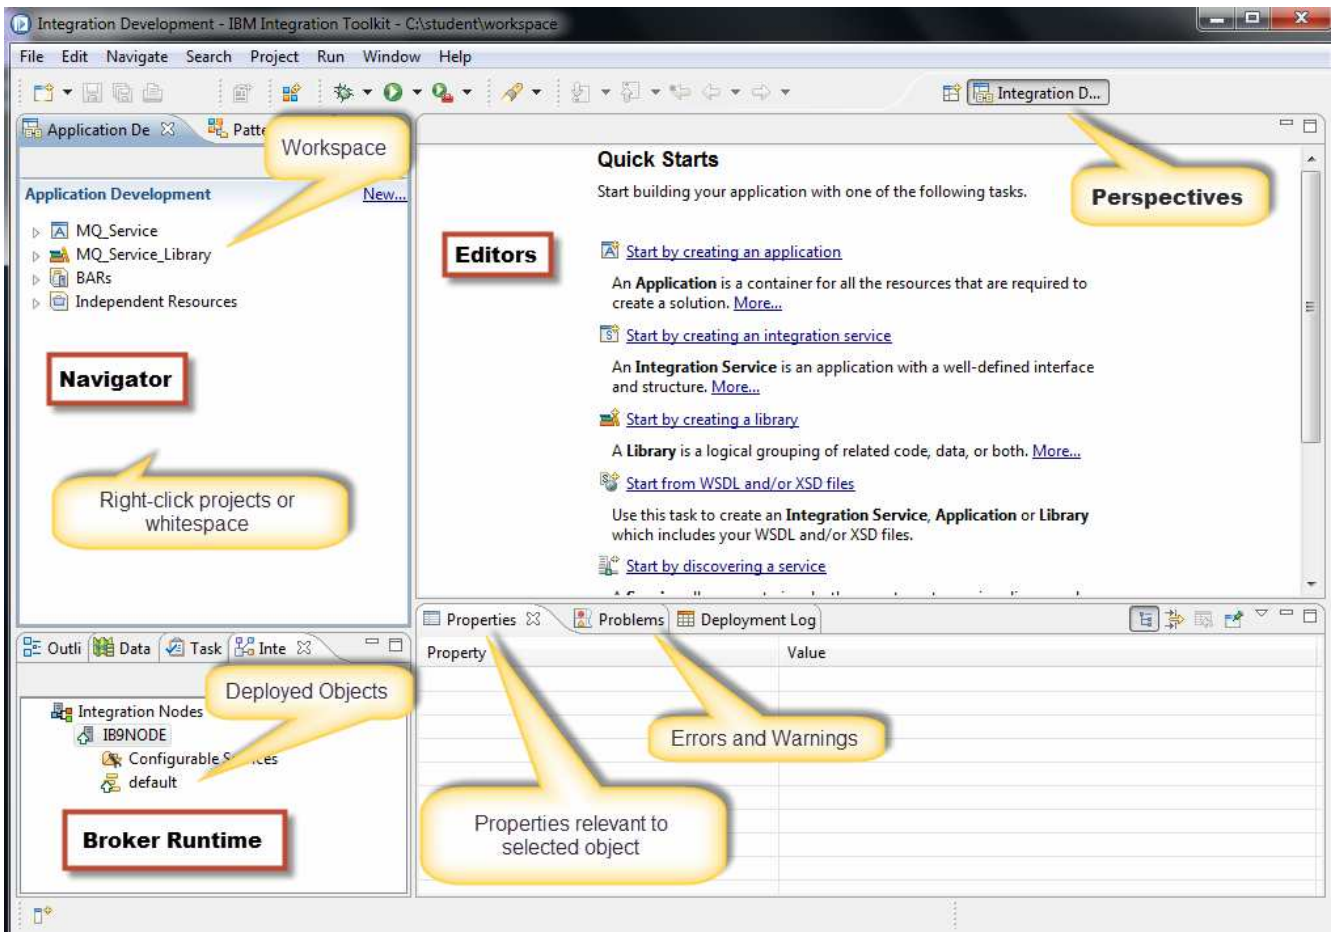 Integration Development - IBM Integration Toolkit - C:\student\workspace
File Edit Navigate Search Project Run Window Help
Integration D...
Application De
Patte
Workspace
Perspectives
Application Development
New...
MQ_Service
MQ_Service_Library
BARs
Independent Resources
Navigator
Right-click projects or
whitespace
Quick Starts
Start building your application with one of the following tasks.
Editors
Start by creating an application
An Application is a container for all the resources that are required to
create a solution. More...
Start by creating an integration service
An Integration Service is an application with a well-defined interface
and structure. More...
Start by creating a library
A Library is a logical grouping of related code, data, or both. More...
Start from WSDL and/or XSD files
Use this task to create an Integration Service, Application or Library
which includes your WSDL and/or XSD files.
Start by discovering a service
Outli Data Task Inte
Deployed Objects
Integration Nodes
IB9NODE
Configurable
default
Broker Runtime
Properties Problems Deployment Log
Property Value
Errors and Warnings
Properties relevant to
selected object